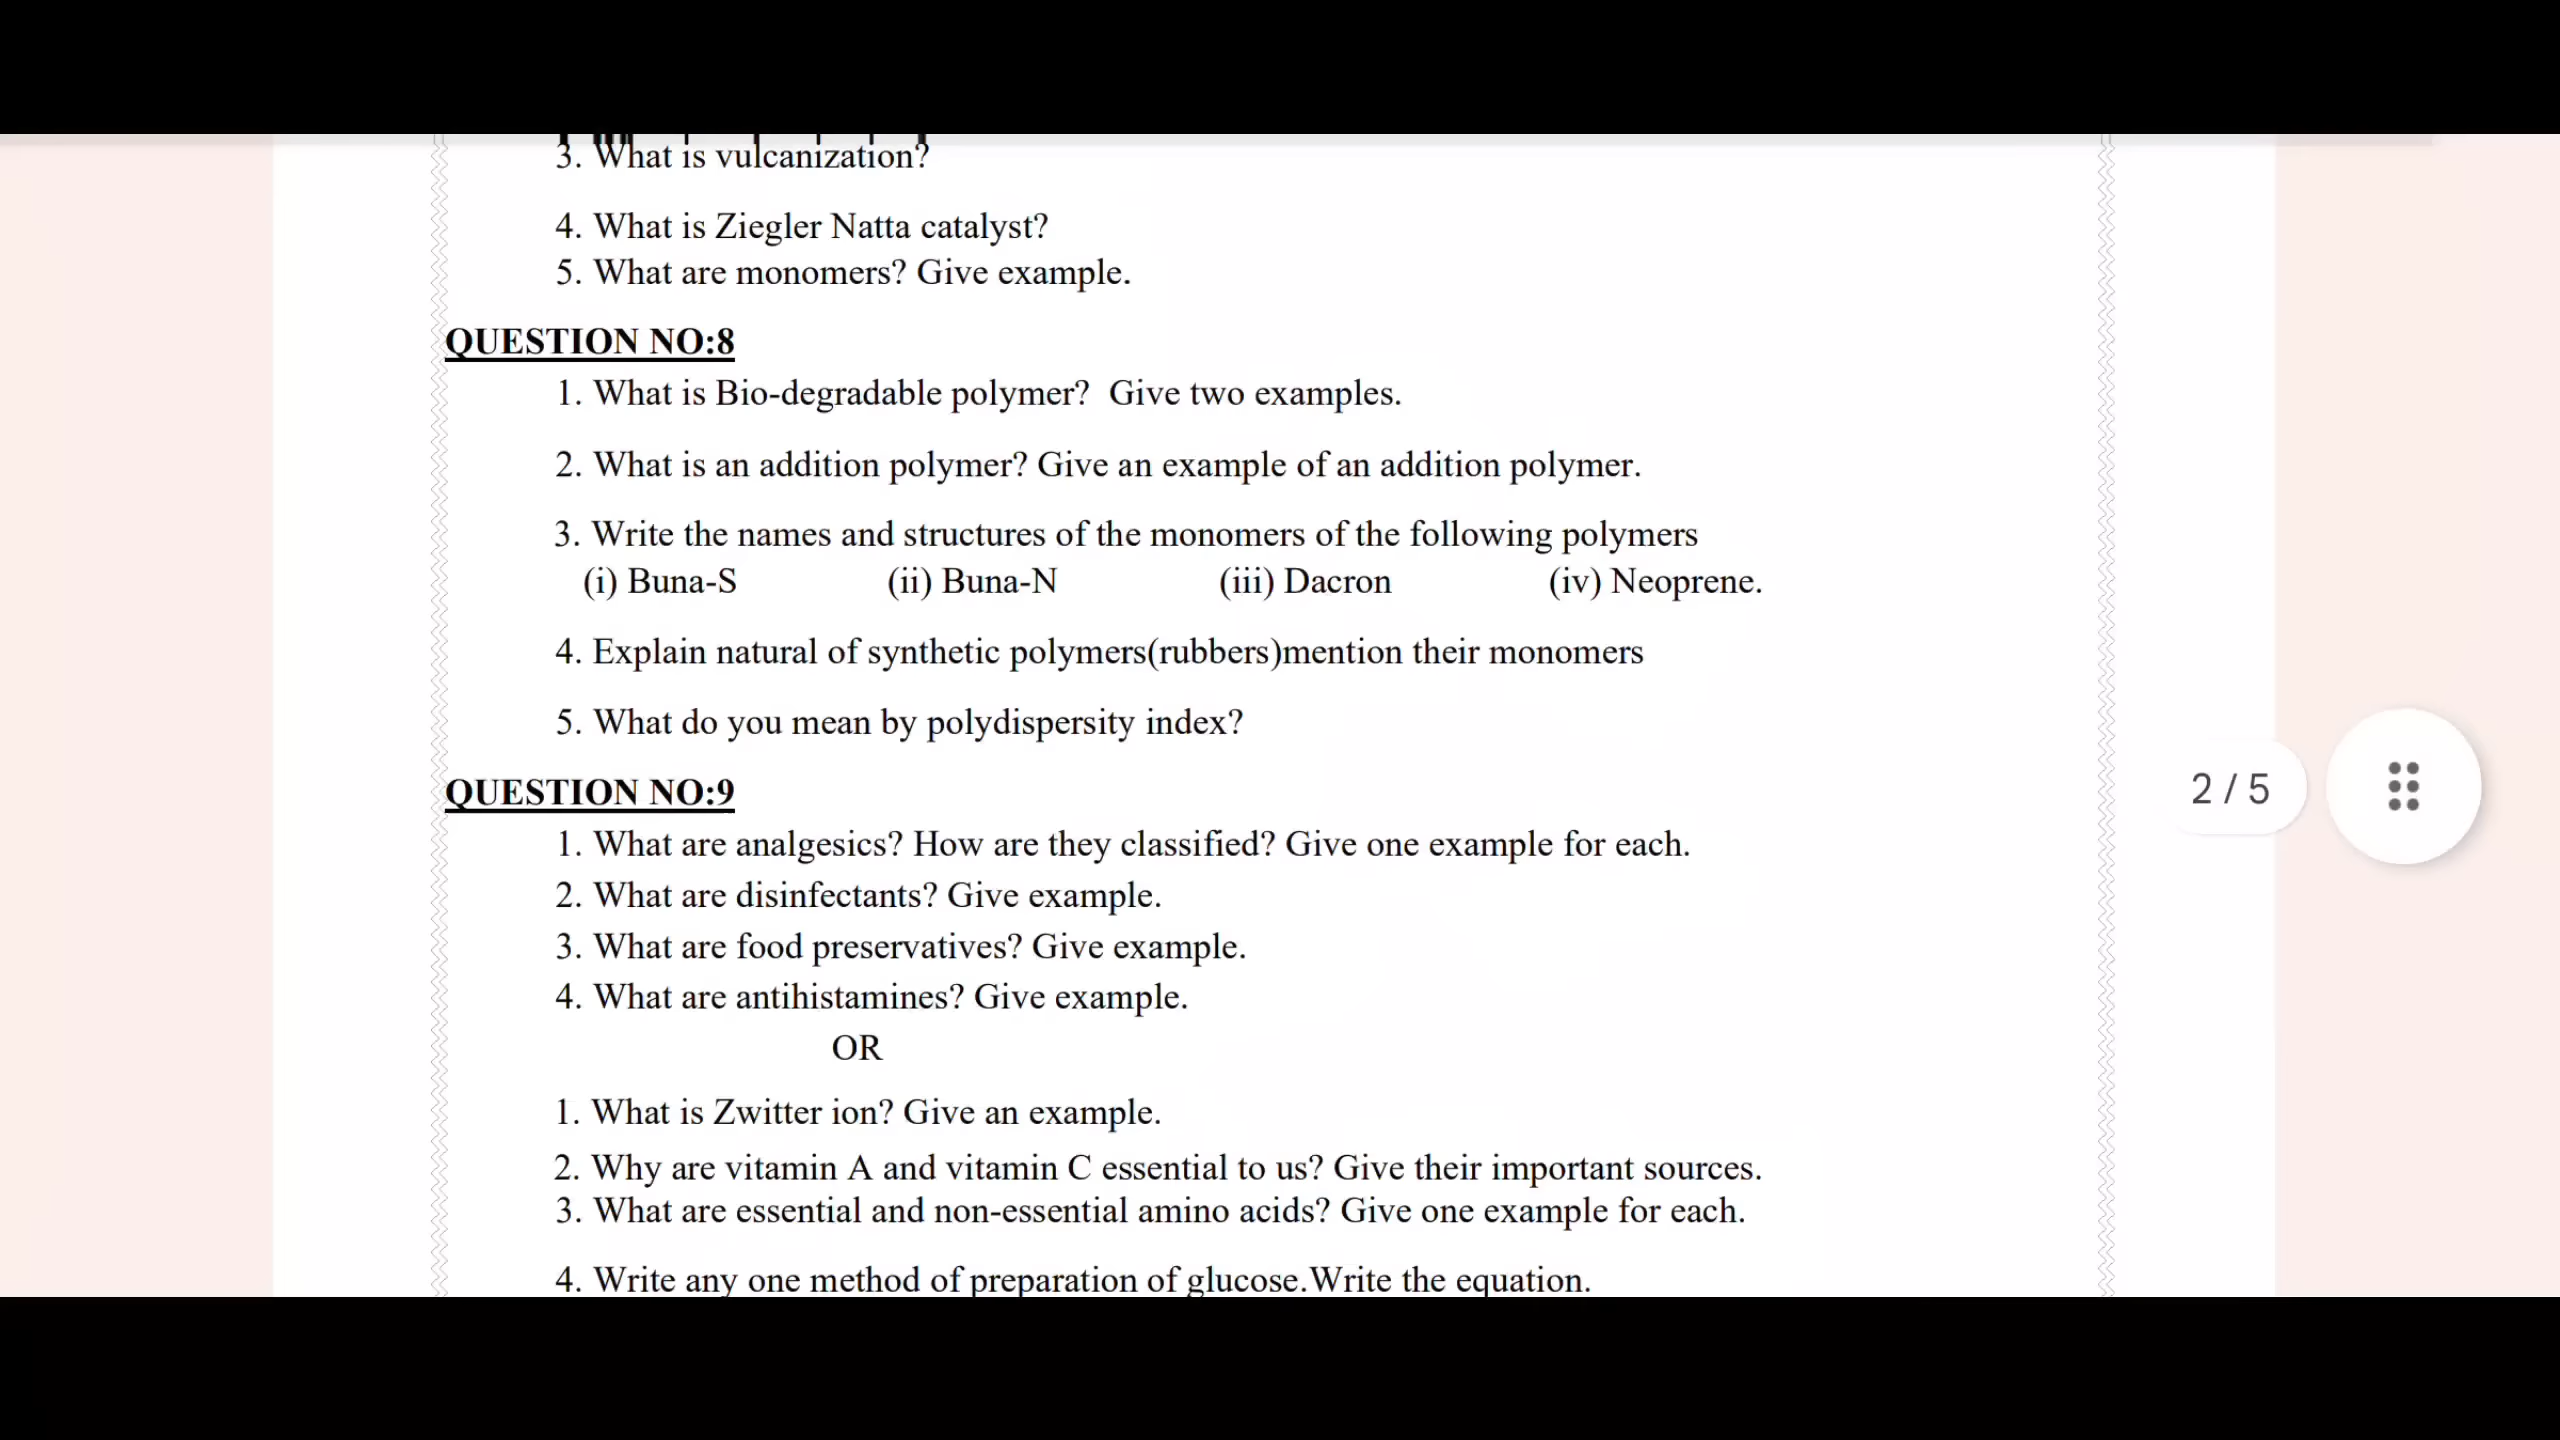 3. What is vulcanization?
4. What is Ziegler Natta catalyst?
5. What are monomers? Give example.
QUESTION NO:8
1. What is Bio-degradable polymer?  Give two examples.
2. What is an addition polymer? Give an example of an addition polymer.
3. Write the names and structures of the monomers of the following polymers
(i) Buna-S (ii) Buna-N (iii) Dacron (iv) Neoprene.
4. Explain natural of synthetic polymers(rubbers)mention their monomers
5. What do you mean by polydispersity index?
QUESTION NO:9
2 / 5
1. What are analgesics? How are they classified? Give one example for each.
2. What are disinfectants? Give example.
3. What are food preservatives? Give example.
4. What are antihistamines? Give example.
OR
1. What is Zwitter ion? Give an example.
2. Why are vitamin A and vitamin C essential to us? Give their important sources.
3. What are essential and non-essential amino acids? Give one example for each.
4. Write any one method of preparation of glucose.Write the equation.